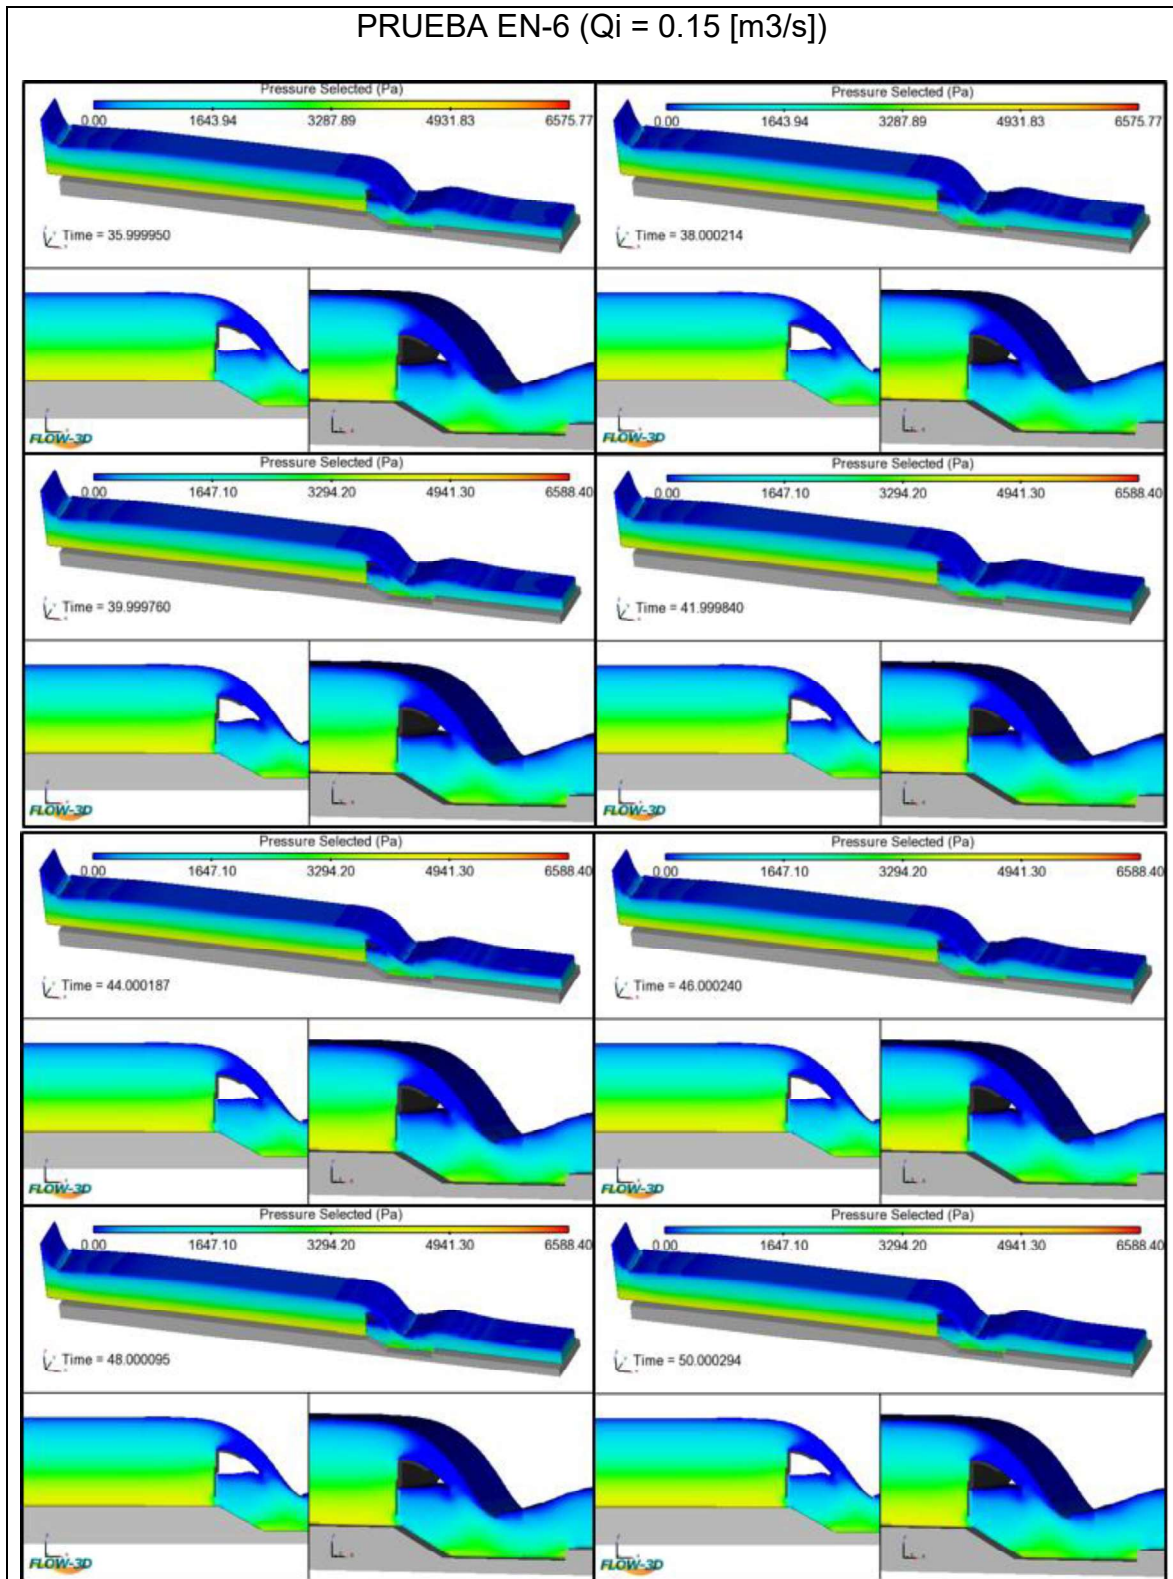 PRUEBA EN-6 (Qi = 0.15 [m3/s])
Pressure Selected (Pa)
0.00 1643.94 3287.89 4931.83 6575.77
Time = 35.999950
FLOW-3D
Pressure Selected (Pa)
0.00 1643.94 3287.89 4931.83 6575.77
Time = 38.000214
FLOW-3D
Pressure Selected (Pa)
0.00 1647.10 3294.20 4941.30 6588.40
Time = 39.999760
FLOW-3D
Pressure Selected (Pa)
0.00 1647.10 3294.20 4941.30 6588.40
Time = 41.999840
FLOW-3D
Pressure Selected (Pa)
0.00 1647.10 3294.20 4941.30 6588.40
Time = 44.000187
FLOW-3D
Pressure Selected (Pa)
0.00 1647.10 3294.20 4941.30 6588.40
Time = 46.000240
FLOW-3D
Pressure Selected (Pa)
0.00 1647.10 3294.20 4941.30 6588.40
Time = 48.000095
FLOW-3D
Pressure Selected (Pa)
0.00 1647.10 3294.20 4941.30 6588.40
Time = 50.000294
FLOW-3D